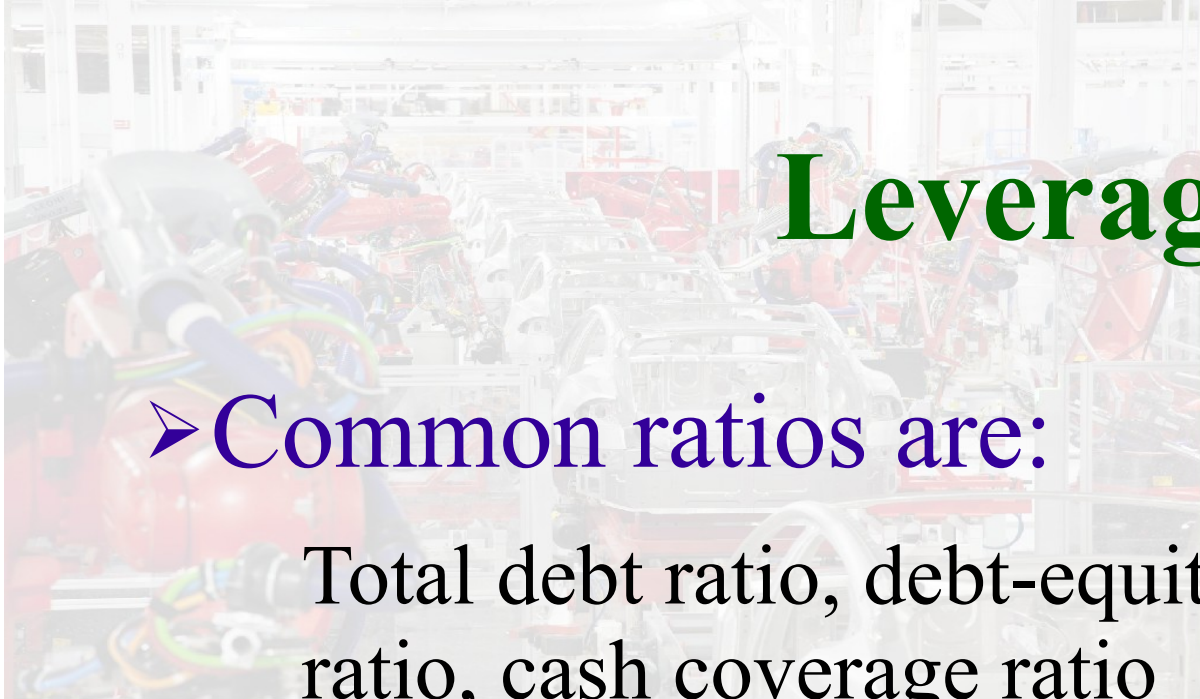 Leverag
➢Common ratios are:
Total debt ratio, debt-equit
ratio, cash coverage ratio